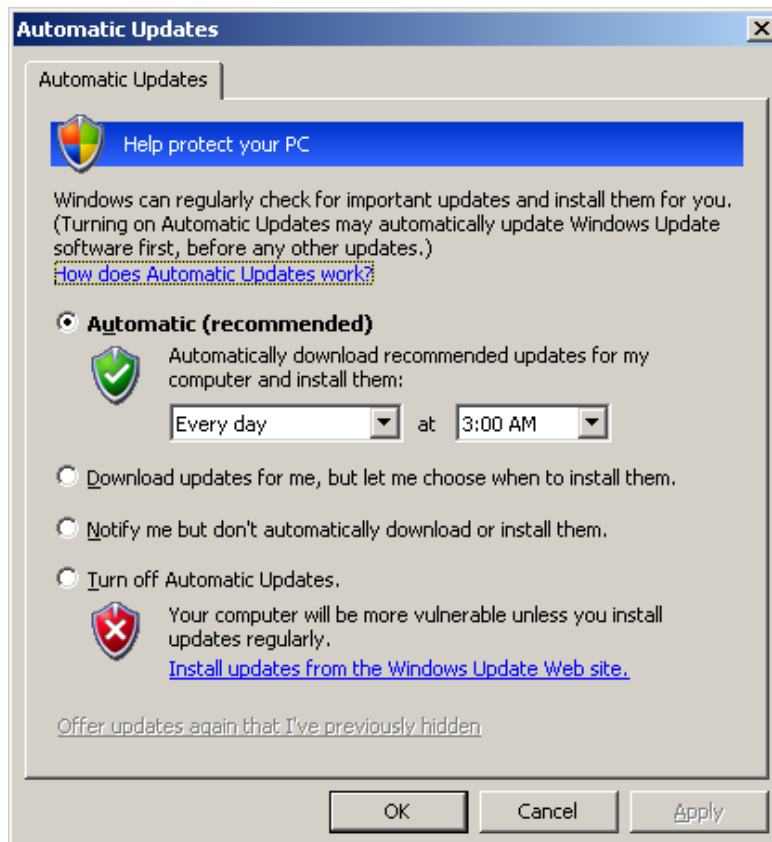 Automatic Updates
Automatic Updates
Help protect your PC
Windows can regularly check for important updates and install them for you.
(Turning on Automatic Updates may automatically update Windows Update
software first, before any other updates.)
How does Automatic Updates work?
Automatic (recommended)
Automatically download recommended updates for my
computer and install them:
Every day at 3:00 AM
Download updates for me, but let me choose when to install them.
Notify me but don't automatically download or install them.
Turn off Automatic Updates.
Your computer will be more vulnerable unless you install
updates regularly.
Install updates from the Windows Update Web site.
Offer updates again that I've previously hidden
OK Cancel Apply